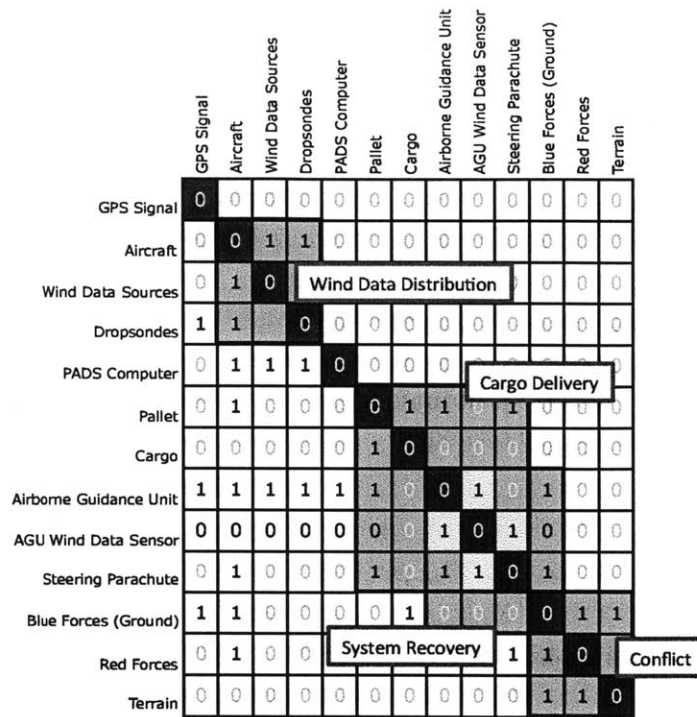 GPS Signal
Aircraft
Wind Data Sources
Dropsondes
PADS Computer
Pallet
Cargo
Airborne Guidance Unit
AGU Wind Data Sensor
Steering Parachute
Blue Forces (Ground)
Red Forces
Terrain
GPS Signal 0 0 0 0 0 0 0 0 0 0 0 0 0
Aircraft 0 0 1 1 0 0 0 0 0 0 0 0 0
Wind Data Sources 0 1 0 Wind Data Distribution 0 0 0
Dropsondes 1 1 0 0 0 0 0 0 0 0 0 0
PADS Computer 0 1 1 1 0 0 0 0 0 0 0 0 0
Cargo Delivery
Pallet 0 1 0 0 0 0 1 1 0 1 0 0 0
Cargo 0 0 0 0 0 1 0 0 0 0 0 0 0
Airborne Guidance Unit 1 1 1 1 1 1 0 0 1 0 1 0 0
AGU Wind Data Sensor 0 0 0 0 0 0 0 1 0 1 0 0 0
Steering Parachute 0 1 0 0 0 1 0 1 1 0 1 0 0
Blue Forces (Ground) 1 1 0 0 0 0 1 0 0 0 0 1 1
Red Forces 0 1 0 0 System Recovery 1 1 0 Conflict
Terrain 0 0 0 0 0 0 0 0 0 0 1 1 0